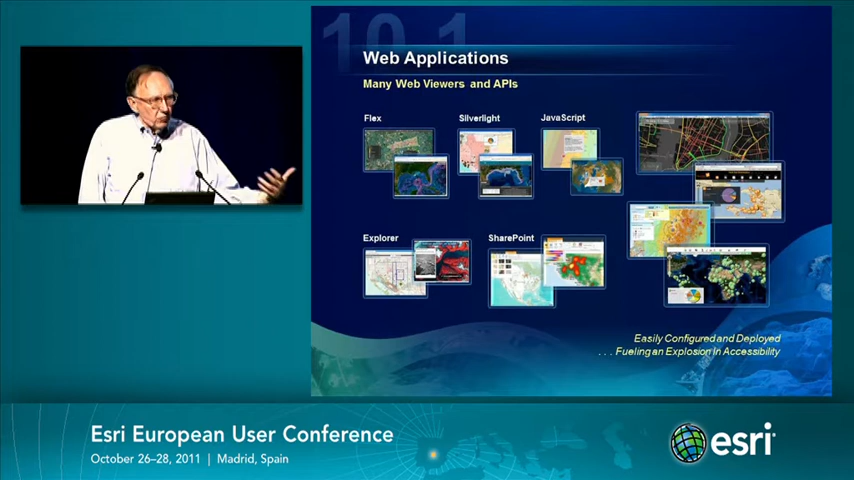 10.1
Web Applications
Many Web Viewers and APIs
Flex
Silverlight
JavaScript
Explorer
SharePoint
Easily Configured and Deployed
. . . Fueling an Explosion In Accessibility
Esri European User Conference
October 26–28, 2011 | Madrid, Spain
esri